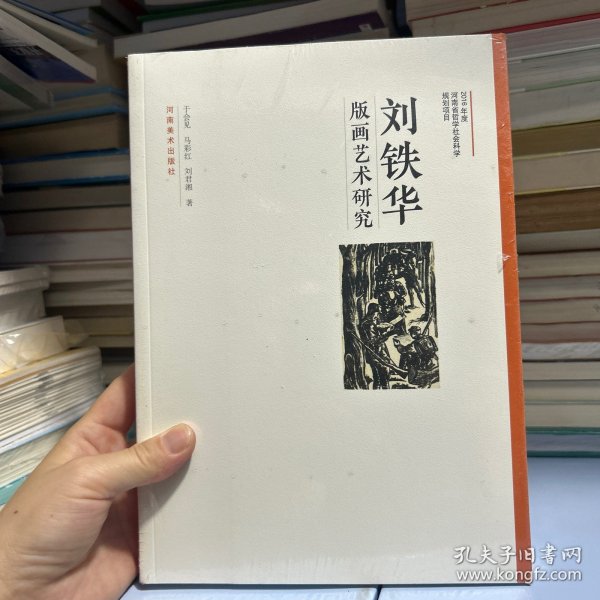 2018年度
河南省哲学社会科学
规划项目
刘铁华
版画艺术研究
于会见 马彩红 刘君湘 著
河南美术出版社
孔夫子旧书网
www.kongfz.com